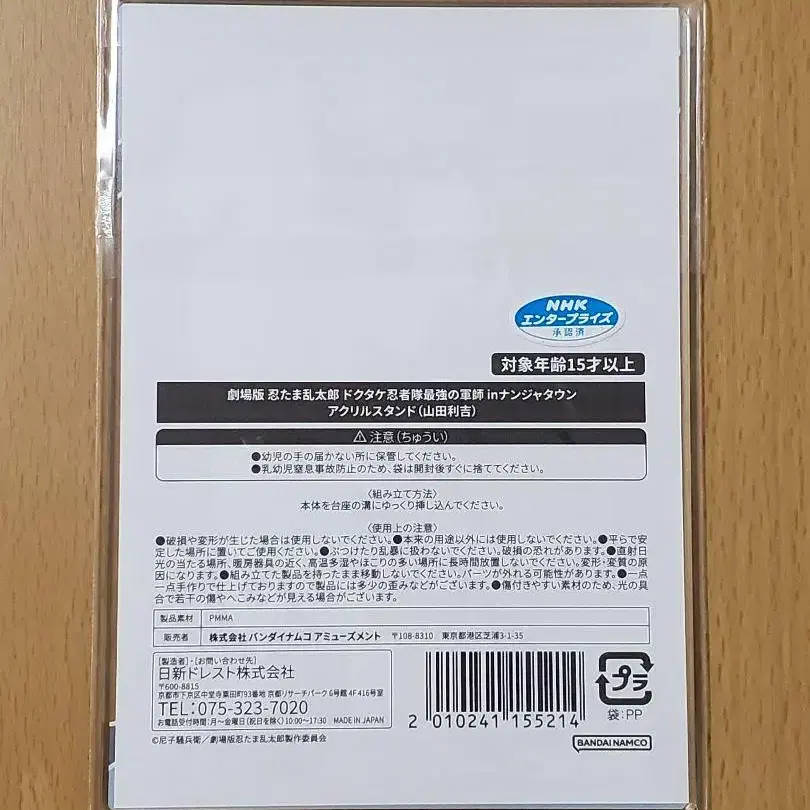 NHK
エンタープライズ
承認済
対象年齢15才以上
劇場版 忍たま乱太郎 ドクタケ忍者隊最強の軍師 inナンジャタウン
アクリルスタンド(山田利吉)
⚠注意(ちゅうい)
●幼児の手の届かない所に保管してください。
●乳幼児窒息事故防止のため、袋は開封後すぐに捨ててください。
〈組み立て方法〉
本体を台座の溝にゆっくり挿し込んでください。
〈使用上の注意〉
●破損や変形が生じた場合は使用しないでください。●本来の用途以外には使用しないでください。●平らで安
定した場所に置いてご使用ください。●ぶつけたり乱暴に扱わないでください。破損の恐れがあります。●直射日
光の当たる場所、暖房器具の近く、高温多湿やほこりの多い場所に長時間放置しないでください。変形・変質の原
因になります。●組み立てた製品を持ったまま移動しないでください。パーツが外れる可能性があります。●一点
一点手作りで仕上げておりますので製品には多少の歪みなどがございます。●傷付きやすい素材のため、光の具
合で若干の傷やへこみなどが見える場合がございます。
製品素材 PMMA
販売者 株式会社 バンダイナムコ アミューズメント 〒108-8310 東京都港区芝浦3-1-35
[製造者]・[お問い合わせ先]
日新ドレスト株式会社
〒600-8815
京都市下京区中堂寺粟田町93番地 京都リサーチパーク6号館 4F 416号室
TEL:075-323-7020
お電話受付時間:月~金曜日(祝日を除く)10:00~17:30 MADE IN JAPAN
2 010241 155214
プラ
袋:PP
BANDAI NAMCO
©尼子騒兵衛/劇場版忍たま乱太郎製作委員会